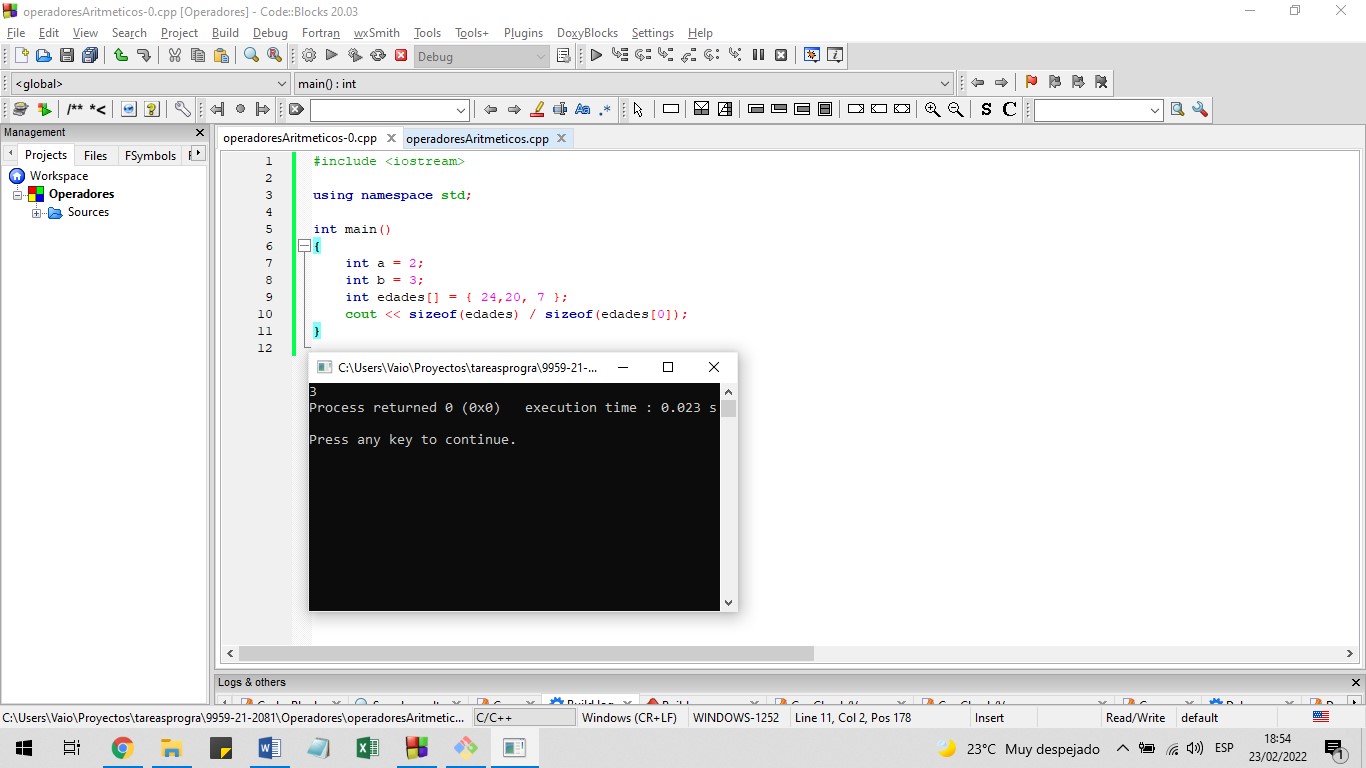 operadoresAritmeticos-0.cpp [Operadores] - Code::Blocks 20.03
File Edit View Search Project Build Debug Fortran wxSmith Tools Tools+ Plugins DoxyBlocks Settings Help
Debug
<global> main() : int
/** *< Aa .* S C
Management
Projects Files FSymbols
operadoresAritmeticos-0.cpp operadoresAritmeticos.cpp
Workspace
Operadores
Sources
1 #include <iostream>
2
3 using namespace std;
4
5 int main()
6 {
7 int a = 2;
8 int b = 3;
9 int edades[] = { 24,20, 7 };
10 cout << sizeof(edades) / sizeof(edades[0]);
11 }
12
C:\Users\Vaio\Proyectos\tareasprogra\9959-21-...
3
Process returned 0 (0x0) execution time : 0.023 s
Press any key to continue.
Logs & others
C:\Users\Vaio\Proyectos\tareasprogra\9959-21-2081\Operadores\operadoresAritmetic... C/C++ Windows (CR+LF) WINDOWS-1252 Line 11, Col 2, Pos 178 Insert Read/Write default
23°C Muy despejado ESP 18:54
23/02/2022
1